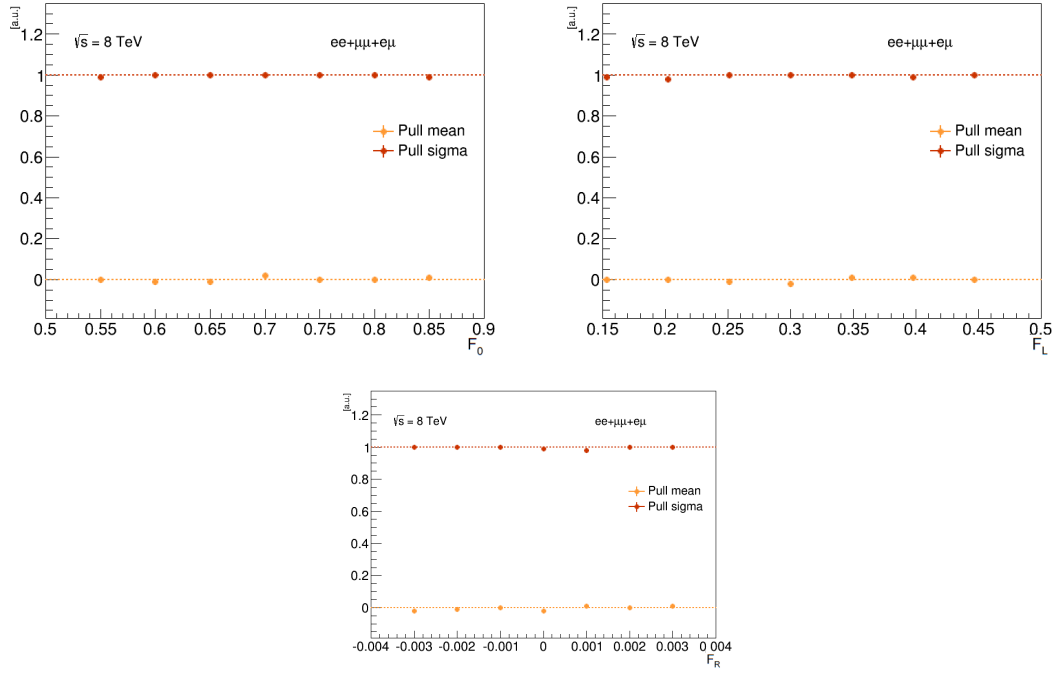 [a.u.]
1.2
1
0.8
0.6
0.4
0.2
0
√s = 8 TeV
ee+μμ+eμ
Pull mean
Pull sigma
0.5 0.55 0.6 0.65 0.7 0.75 0.8 0.85 0.9
F0
[a.u.]
1.2
1
0.8
0.6
0.4
0.2
0
√s = 8 TeV
ee+μμ+eμ
Pull mean
Pull sigma
0.15 0.2 0.25 0.3 0.35 0.4 0.45 0.5
FL
[a.u.]
1.2
1
0.8
0.6
0.4
0.2
0
√s = 8 TeV
ee+μμ+eμ
Pull mean
Pull sigma
-0.004 -0.003 -0.002 -0.001 0 0.001 0.002 0.003 0.004
FR